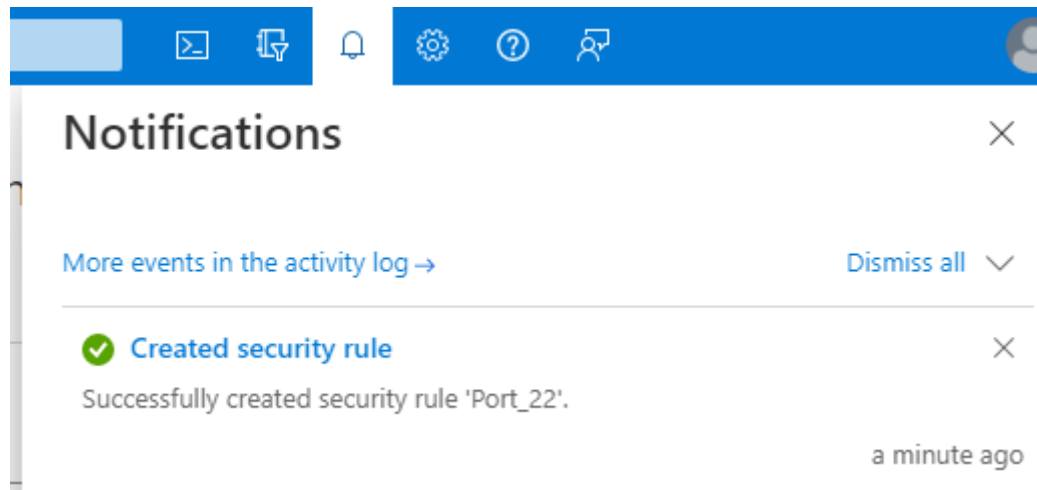 Notifications
More events in the activity log →
Dismiss all
Created security rule
Successfully created security rule 'Port_22'.
a minute ago